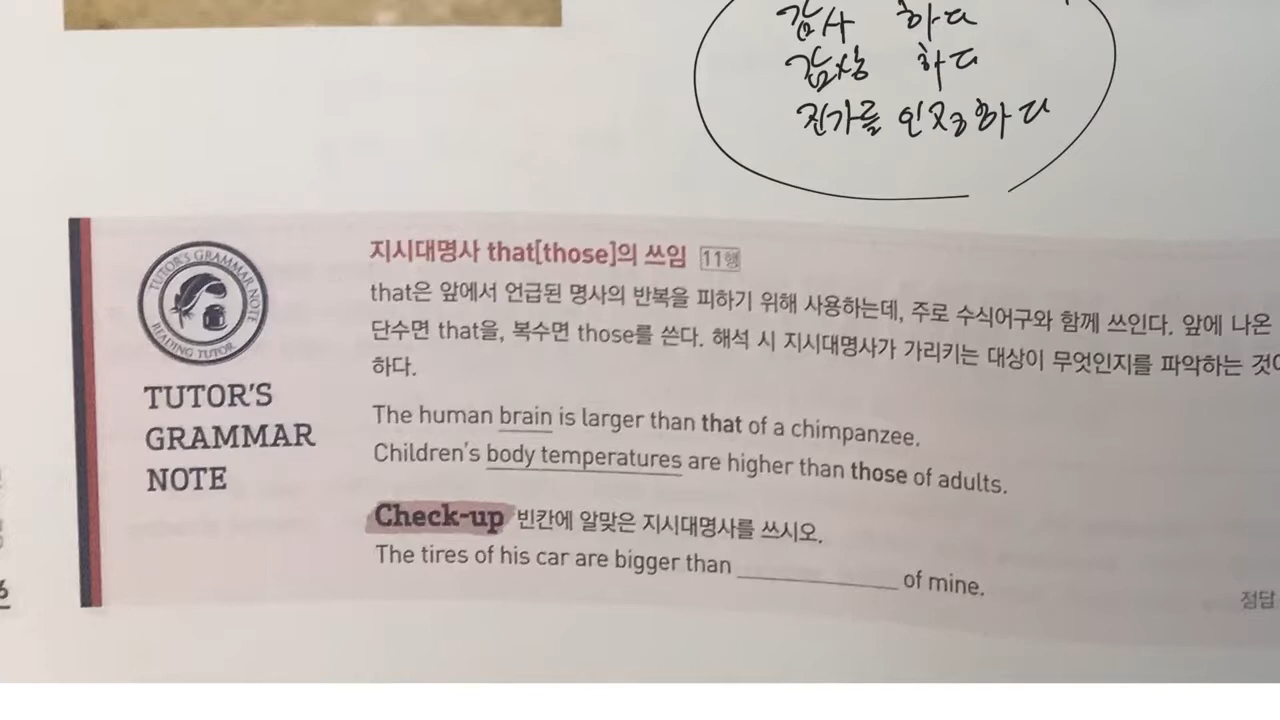 감사 하다
감상 하다
진가를 인정하다
TUTOR'S GRAMMAR NOTE
READING TUTOR
TUTOR'S
GRAMMAR
NOTE
지시대명사 that[those]의 쓰임 11행
that은 앞에서 언급된 명사의 반복을 피하기 위해 사용하는데, 주로 수식어구와 함께 쓰인다. 앞에 나온
단수면 that을, 복수면 those를 쓴다. 해석 시 지시대명사가 가리키는 대상이 무엇인지를 파악하는 것이
하다.
The human brain is larger than that of a chimpanzee.
Children's body temperatures are higher than those of adults.
Check-up 빈칸에 알맞은 지시대명사를 쓰시오.
The tires of his car are bigger than ____________ of mine.
정답
6